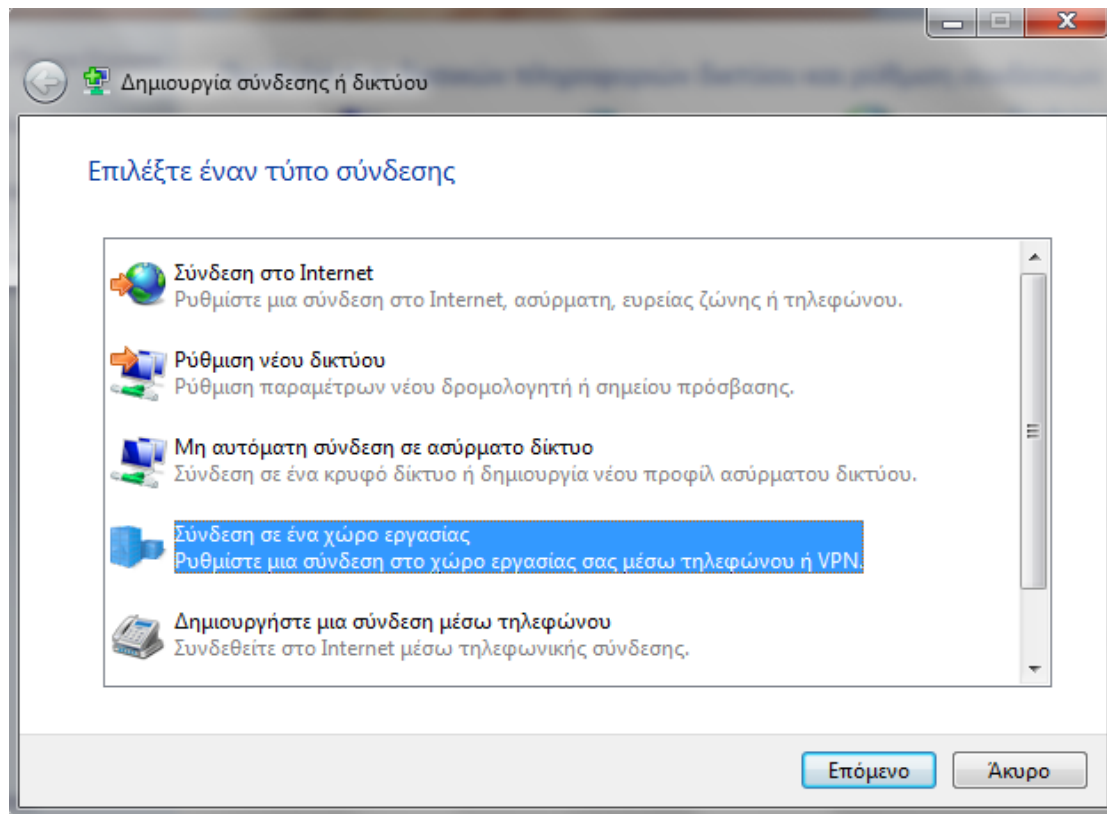 Δημιουργία σύνδεσης ή δικτύου
Επιλέξτε έναν τύπο σύνδεσης
Σύνδεση στο Internet
Ρυθμίστε μια σύνδεση στο Internet, ασύρματη, ευρείας ζώνης ή τηλεφώνου.
Ρύθμιση νέου δικτύου
Ρύθμιση παραμέτρων νέου δρομολογητή ή σημείου πρόσβασης.
Μη αυτόματη σύνδεση σε ασύρματο δίκτυο
Σύνδεση σε ένα κρυφό δίκτυο ή δημιουργία νέου προφίλ ασύρματου δικτύου.
Σύνδεση σε ένα χώρο εργασίας
Ρυθμίστε μια σύνδεση στο χώρο εργασίας σας μέσω τηλεφώνου ή VPN.
Δημιουργήστε μια σύνδεση μέσω τηλεφώνου
Συνδεθείτε στο Internet μέσω τηλεφωνικής σύνδεσης.
Επόμενο
Άκυρο